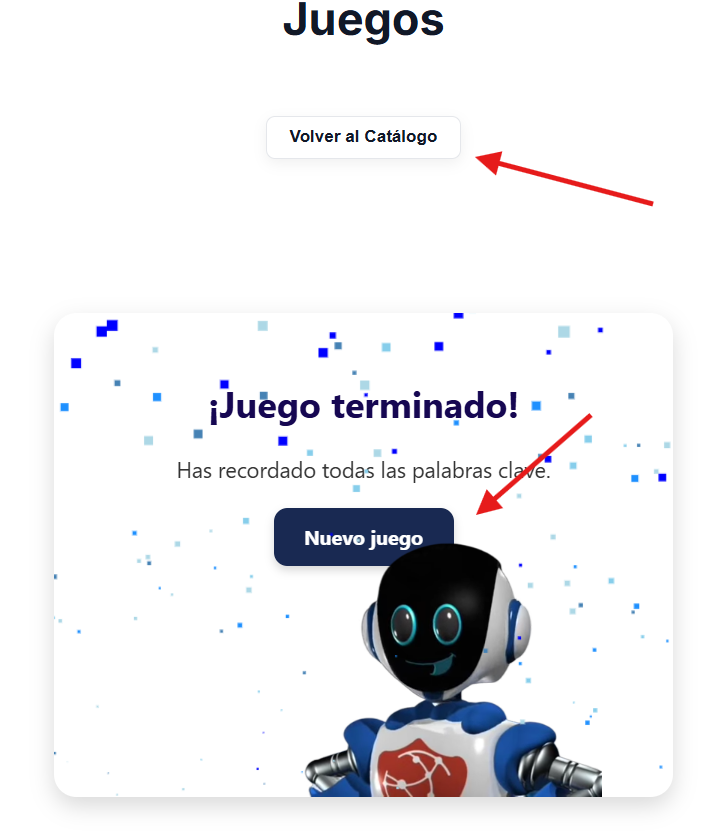 Juegos
Volver al Catálogo
¡Juego terminado!
Has recordado todas las palabras clave.
Nuevo juego